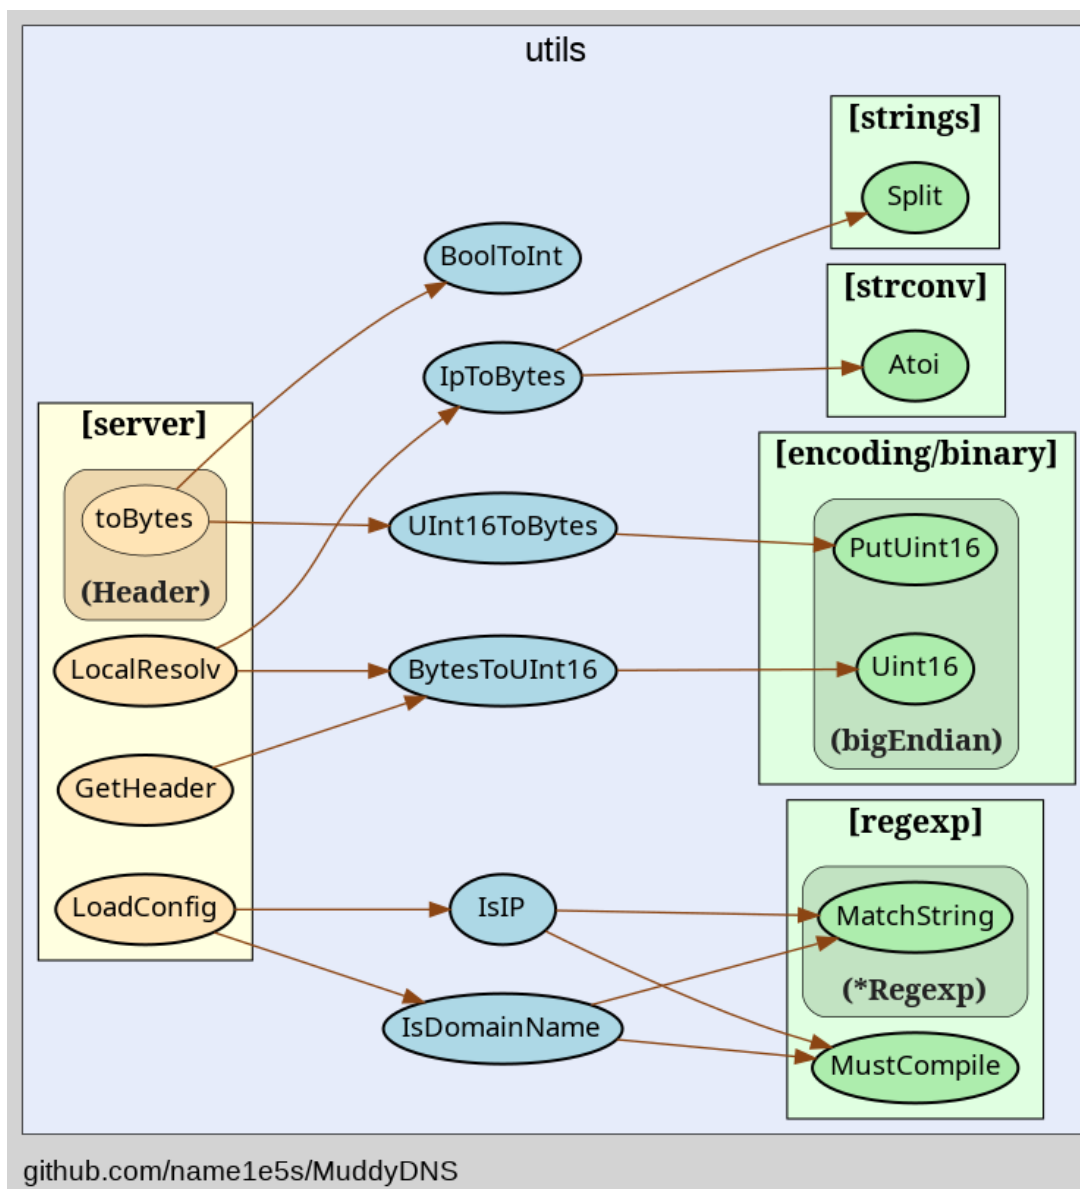 utils
[strings]
Split
BoolToInt
[strconv]
IpToBytes
Atoi
[server]
[encoding/binary]
toBytes
UInt16ToBytes
PutUint16
(Header)
LocalResolv
BytesToUInt16
Uint16
(bigEndian)
GetHeader
[regexp]
LoadConfig
IsIP
MatchString
(*Regexp)
IsDomainName
MustCompile
github.com/name1e5s/MuddyDNS